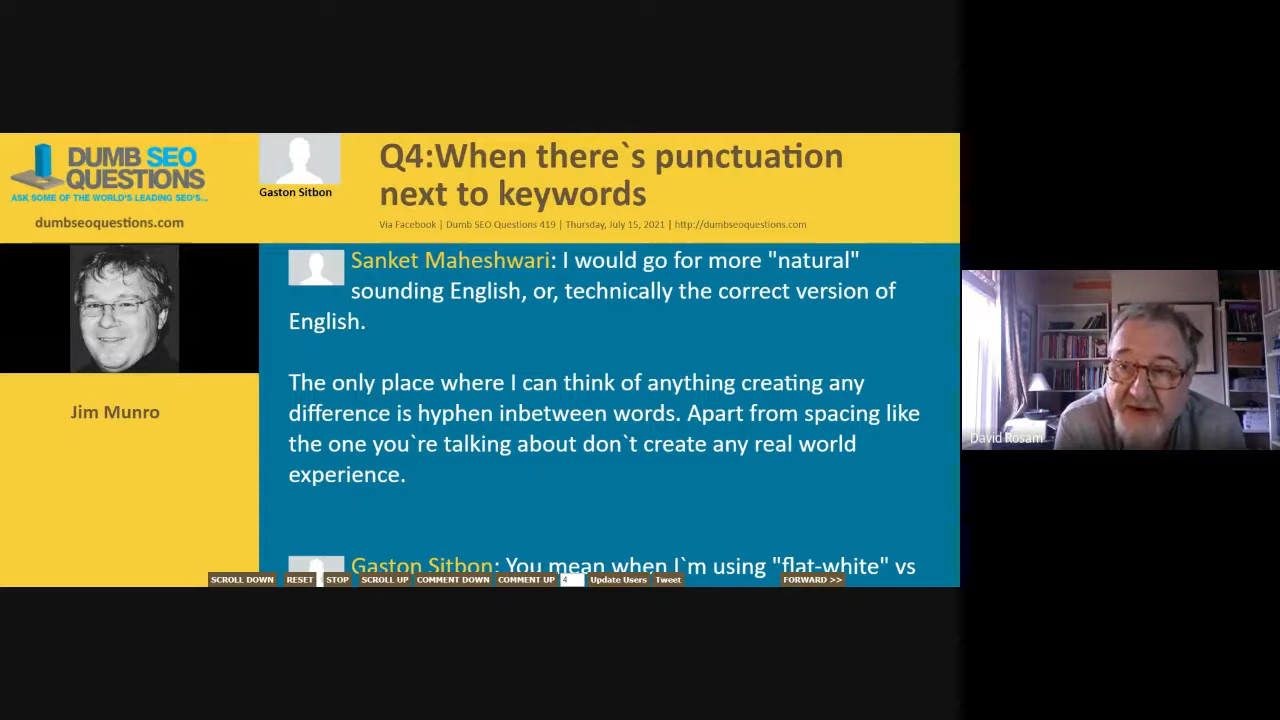 DUMB SEO
QUESTIONS
ASK SOME OF THE WORLD'S LEADING SEO'S...
dumbseoquestions.com
Gaston Sitbon
Q4:When there`s punctuation
next to keywords
Via Facebook | Dumb SEO Questions 419 | Thursday, July 15, 2021 | http://dumbseoquestions.com
Jim Munro
Sanket Maheshwari: I would go for more "natural"
sounding English, or, technically the correct version of
English.
The only place where I can think of anything creating any
difference is hyphen inbetween words. Apart from spacing like
the one you`re talking about don`t create any real world
experience.
Gaston Sitbon: You mean when I`m using "flat-white" vs
SCROLL DOWN RESET STOP SCROLL UP COMMENT DOWN COMMENT UP 4 Update Users Tweet FORWARD >>
David Rosam